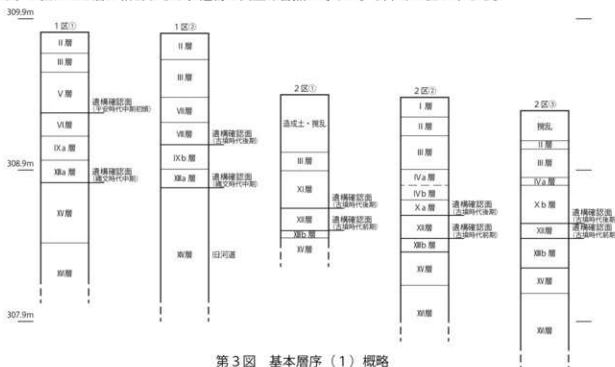 309.9m
308.9m
307.9m
1区①
II層
III層
V層
遺構確認面
(平安時代中期初頭)
VI層
IXa層
XIIIa層
遺構確認面
(縄文時代中期)
XV層
XVI層
1区②
II層
III層
VII層
VIII層
遺構確認面
(古墳時代後期)
IXb層
XIIIa層
遺構確認面
(縄文時代中期)
旧河道
2区①
造成土・撹乱
III層
XI層
遺構確認面
(古墳時代後期)
XII層
遺構確認面
(古墳時代前期)
XIIIb層
XV層
2区②
I層
II層
III層
IVa層
IVb層
Xa層
遺構確認面
(古墳時代後期)
XII層
遺構確認面
(古墳時代前期)
XIIIb層
XV層
XVI層
2区③
撹乱
II層
III層
IVa層
Xb層
遺構確認面
(古墳時代後期)
XII層
遺構確認面
(古墳時代前期)
XIIIb層
XV層
XVI層
第3図 基本層序(1)概略